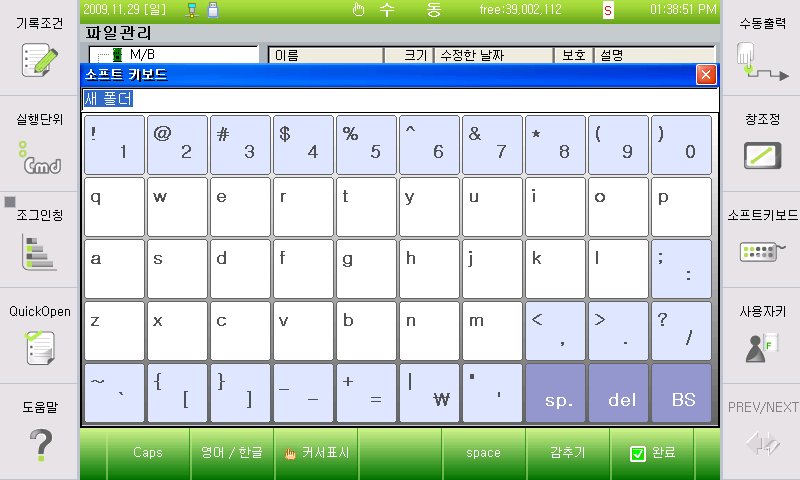 2009.11.29 [일] 수 동 free:39,002,112 S 01:38:51 PM
파일관리
M/B 이름 크기 수정한 날짜 보호 설명
소프트 키보드
새 폴더
! 1 @ 2 # 3 $ 4 % 5 ^ 6 & 7 * 8 ( 9 ) 0
q w e r t y u i o p
a s d f g h j k l ; :
z x c v b n m < , > . ? /
~ ` { [ } ] _ - + = | ₩ " ' sp. del BS
Caps 영어 / 한글 커서표시 space 감추기 완료
기록조건
실행단위
Cmd
조그인칭
QuickOpen
도움말
?
수동출력
창조정
소프트키보드
사용자키
F
PREV/NEXT